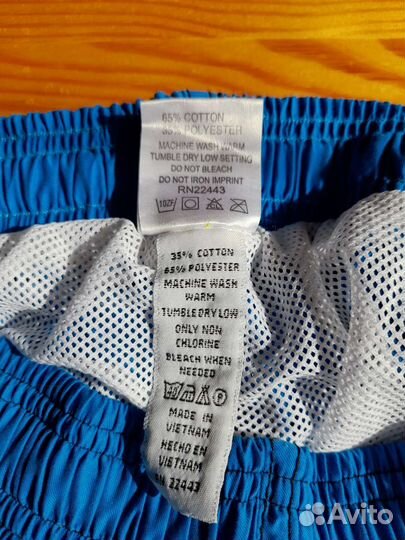 65% COTTON
35% POLYESTER
MACHINE WASH WARM
TUMBLE DRY LOW SETTING
DO NOT BLEACH
DO NOT IRON IMPRINT
RN22443
35% COTTON
65% POLYESTER
MACHINE WASH
WARM
TUMBLE DRY LOW
ONLY NON
CHLORINE
BLEACH WHEN
NEEDED
MADE IN
VIETNAM
HECHO EN
VIETNAM
RN 22443
Avito